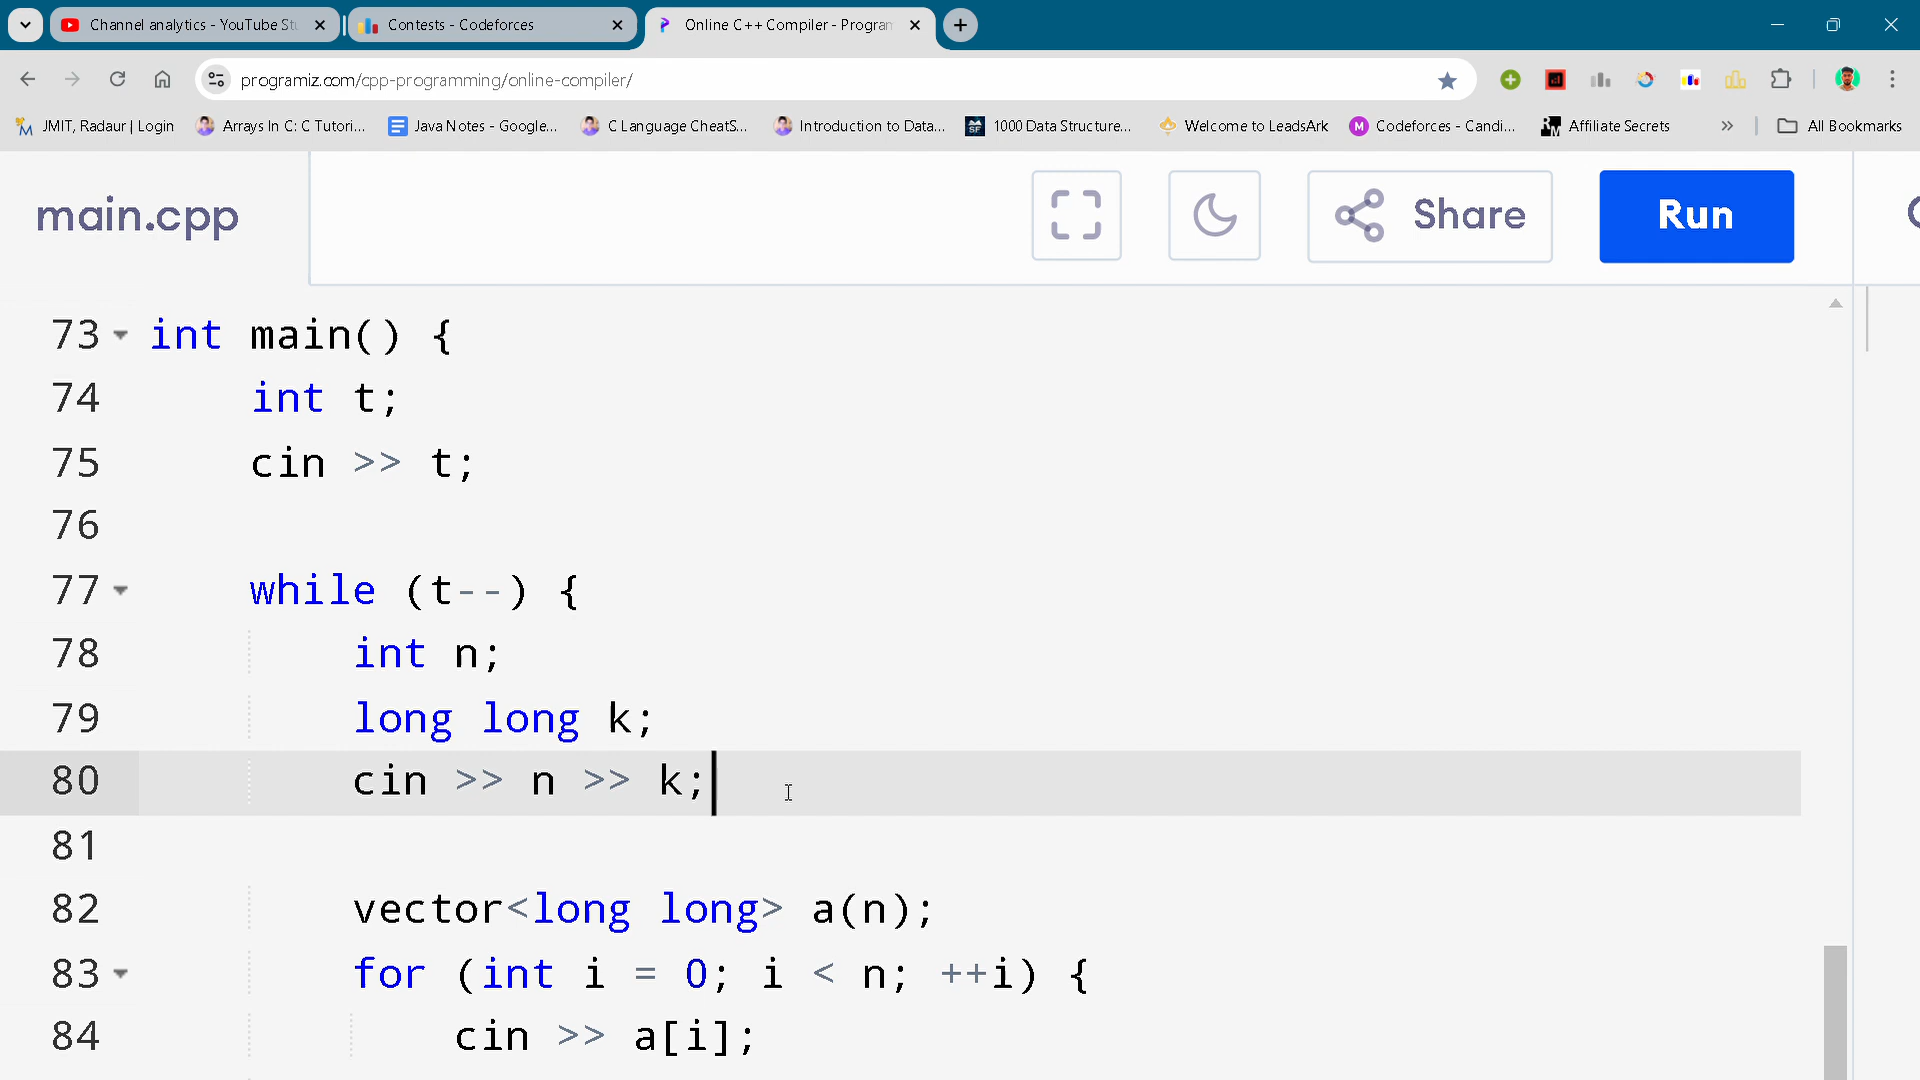 Channel analytics - YouTube St
Contests - Codeforces
Online C++ Compiler - Program
programiz.com/cpp-programming/online-compiler/
JMIT, Radaur | Login
Arrays In C: C Tutori...
Java Notes - Google...
C Language CheatS...
Introduction to Data...
1000 Data Structure...
Welcome to LeadsArk
Codeforces - Candi...
Affiliate Secrets
All Bookmarks
main.cpp
Share
Run
73 int main() {
74 int t;
75 cin >> t;
76
77 while (t--) {
78 int n;
79 long long k;
80 cin >> n >> k;
81
82 vector<long long> a(n);
83 for (int i = 0; i < n; ++i) {
84 cin >> a[i];